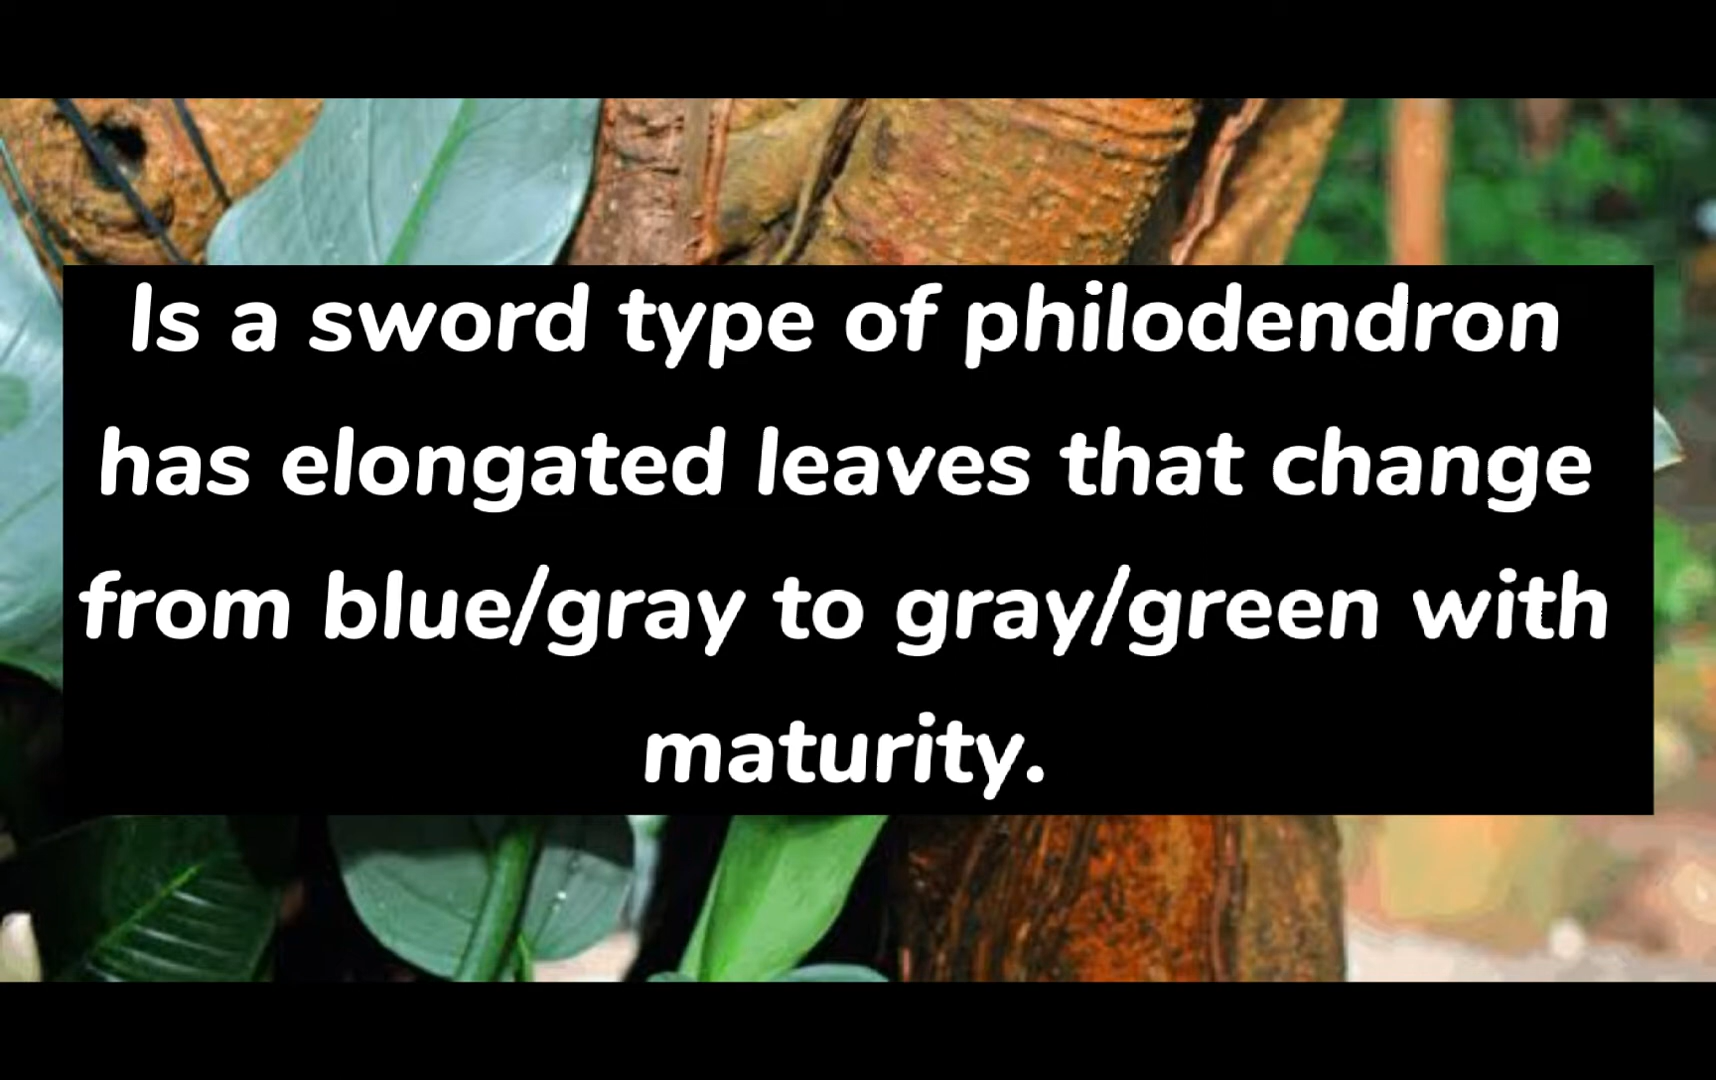 Is a sword type of philodendron
has elongated leaves that change
from blue/gray to gray/green with
maturity.